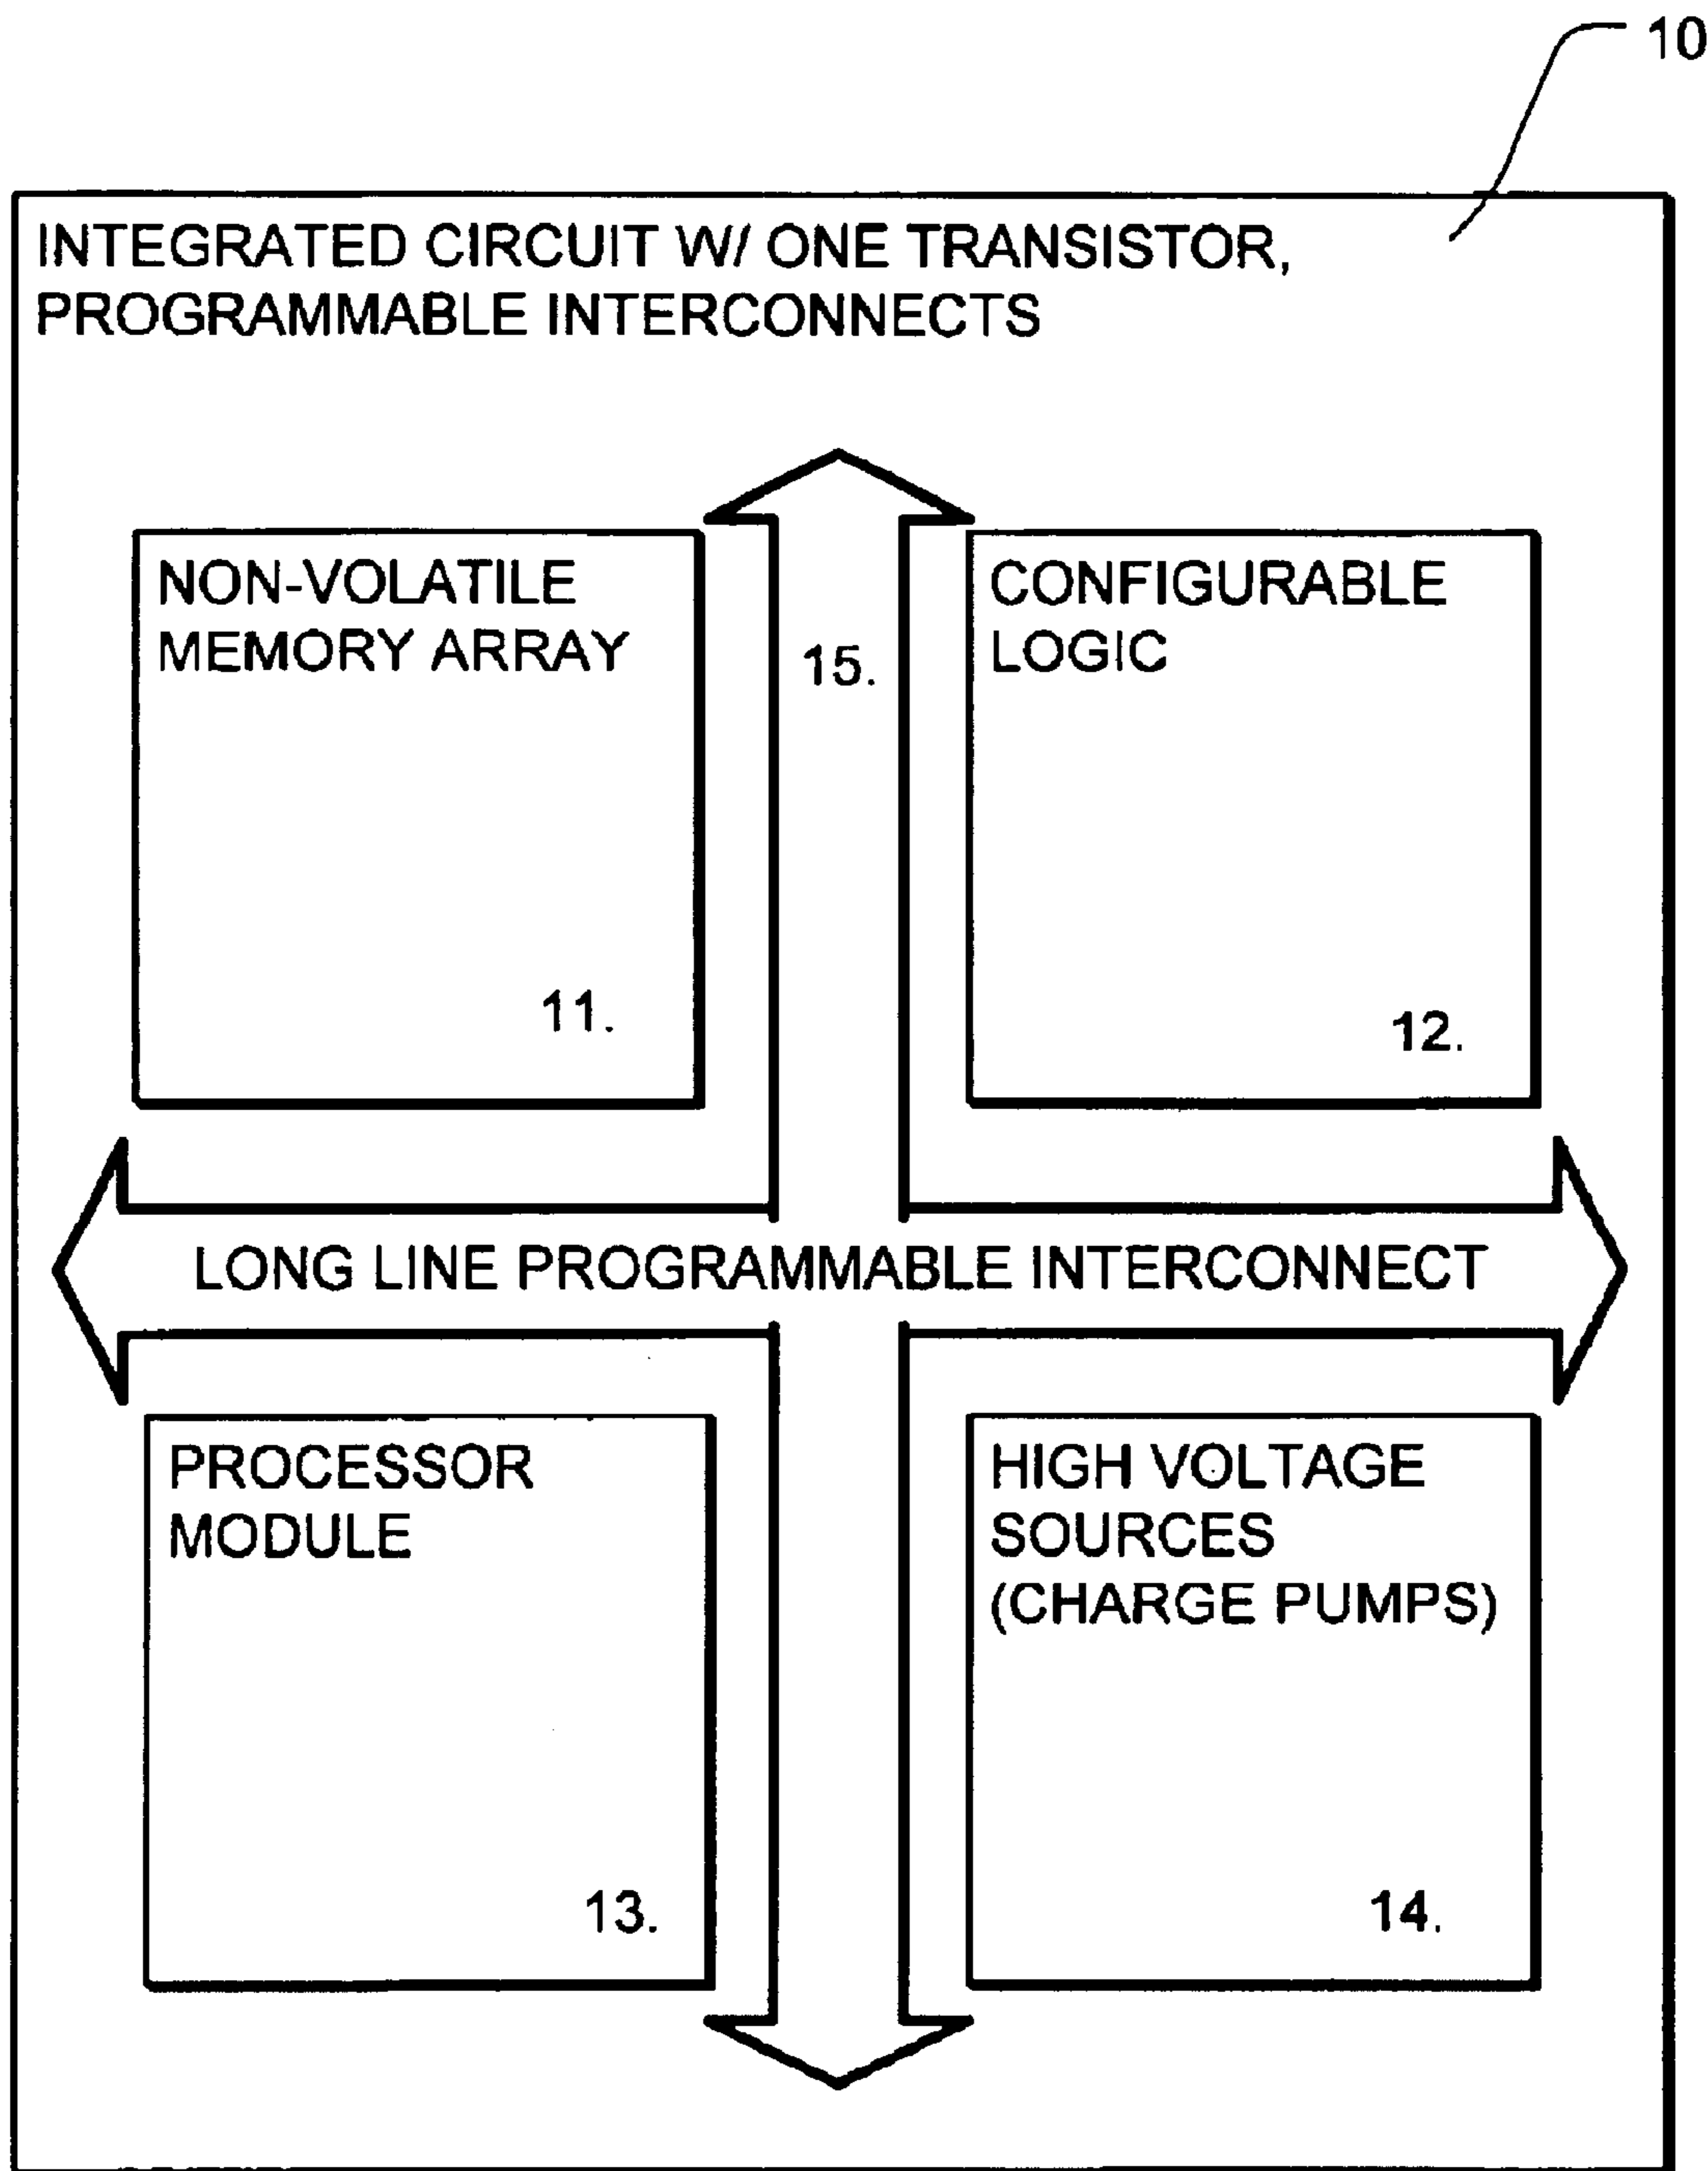 10
INTEGRATED CIRCUIT W/ ONE TRANSISTOR,
PROGRAMMABLE INTERCONNECTS
NON-VOLATILE
MEMORY ARRAY
11.
15.
CONFIGURABLE
LOGIC
12.
LONG LINE PROGRAMMABLE INTERCONNECT
PROCESSOR
MODULE
13.
HIGH VOLTAGE
SOURCES
(CHARGE PUMPS)
14.